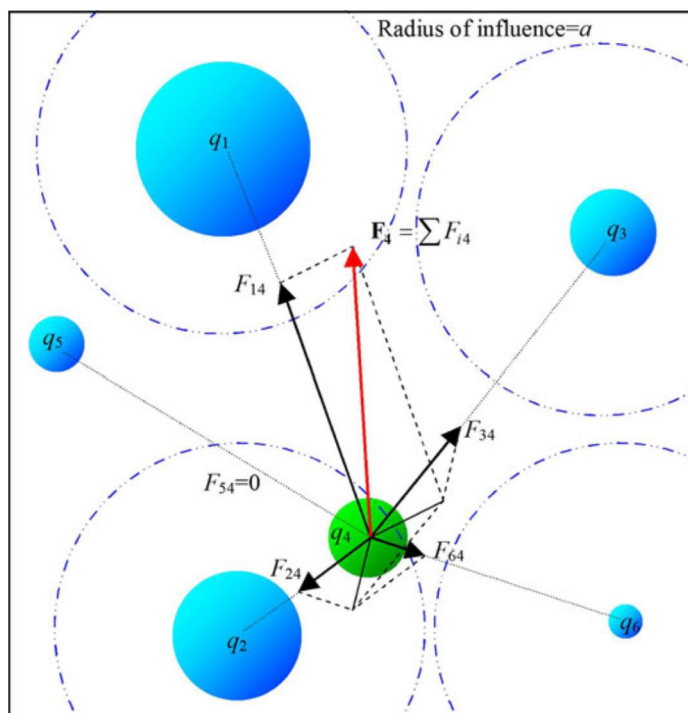 Radius of influence=a
q₁
F₄ = ∑ Fᵢ₄
q₃
F₁₄
q₅
F₃₄
F₅₄=0
q₄
F₆₄
F₂₄
q₂
q₆